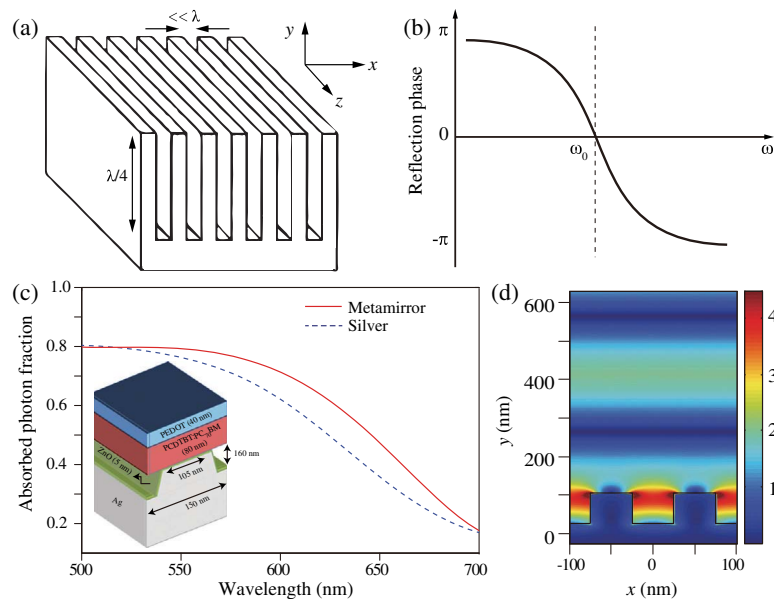 (a)
<< λ
y
x
z
λ/4
(b)
Reflection phase
π
0
-π
ω₀
ω
(c)
Absorbed photon fraction
1.0
0.8
0.6
0.4
0.2
500
550
600
650
700
Wavelength (nm)
Metamirror
Silver
PEDOT (40 nm)
PCDTBT:PC₇₀BM
(80 nm)
ZnO (5 nm)
160 nm
105 nm
150 nm
Ag
(d)
y (nm)
600
400
200
0
-100
0
100
x (nm)
4
3
2
1